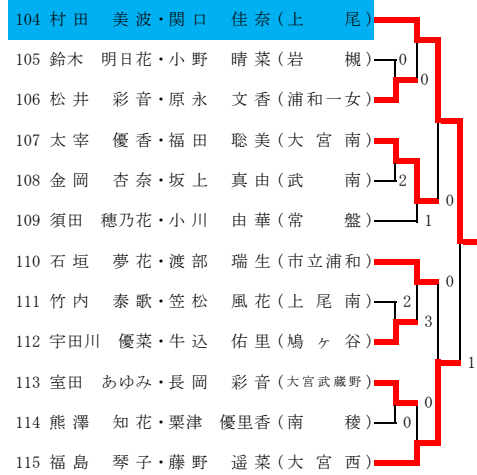 104 村田 美波・関口 佳奈(上尾)
105 鈴木 明日花・小野 晴菜(岩槻)
0
0
106 松井 彩音・原永 文香(浦和一女)
107 太宰 優香・福田 聡美(大宮南)
108 金岡 杏奈・坂上 真由(武南)
2
0
109 須田 穂乃花・小川 由華(常盤)
1
110 石垣 夢花・渡部 瑞生(市立浦和)
0
111 竹内 泰歌・笠松 風花(上尾南)
2
3
112 宇田川 優菜・牛込 佑里(鳩ヶ谷)
1
113 室田 あゆみ・長岡 彩音(大宮武蔵野)
0
114 熊澤 知花・粟津 優里香(南稜)
0
115 福島 琴子・藤野 遥菜(大宮西)